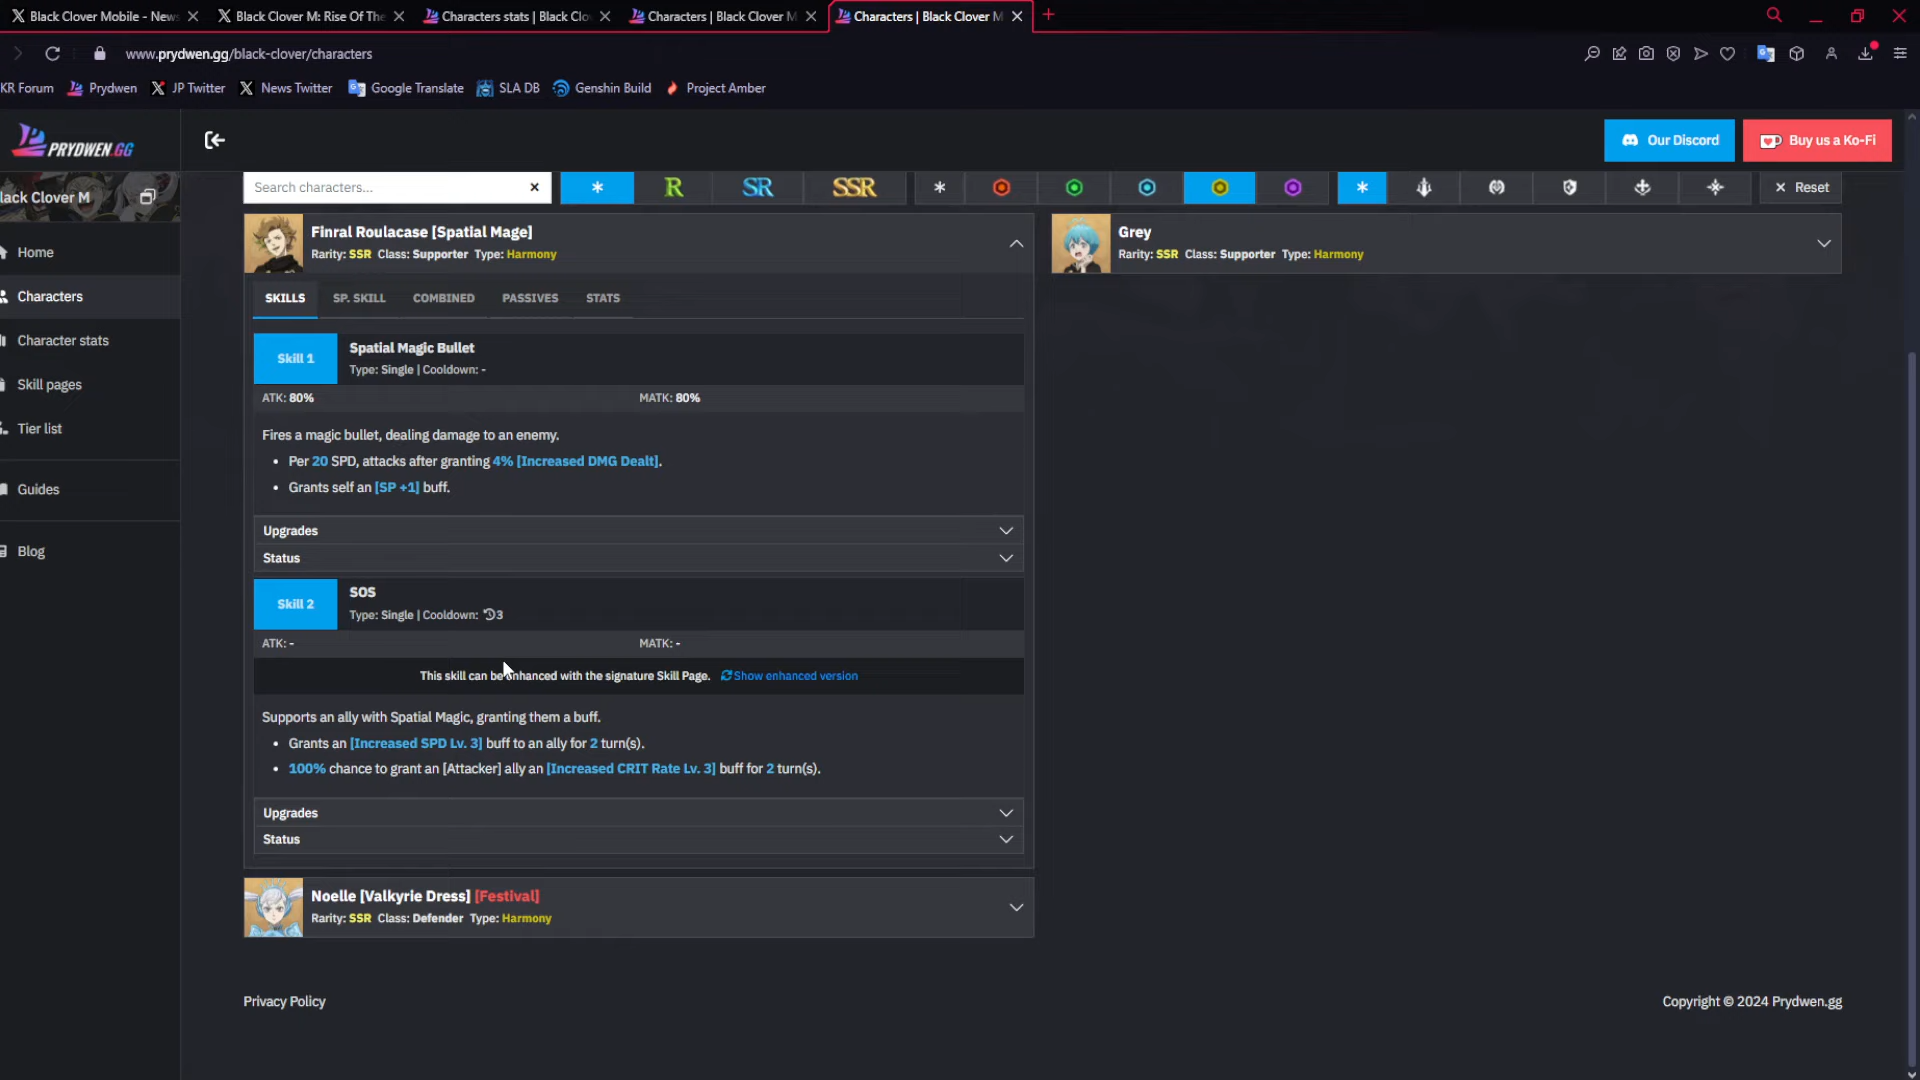 Black Clover Mobile - News
Black Clover M: Rise Of The
Characters stats | Black Clo
Characters | Black Clover M
Characters | Black Clover M
www.prydwen.gg/black-clover/characters
KR Forum
Prydwen
JP Twitter
News Twitter
Google Translate
SLA DB
Genshin Build
Project Amber
PRYDWEN.GG
Our Discord
Buy us a Ko-Fi
lack Clover M
Search characters...
R
SR
SSR
Reset
Home
Characters
Character stats
Skill pages
Tier list
Guides
Blog
Finral Roulacase [Spatial Mage]
Rarity: SSR Class: Supporter Type: Harmony
Grey
Rarity: SSR Class: Supporter Type: Harmony
SKILLS
SP. SKILL
COMBINED
PASSIVES
STATS
Skill 1
Spatial Magic Bullet
Type: Single | Cooldown: -
ATK: 80%
MATK: 80%
Fires a magic bullet, dealing damage to an enemy.
• Per 20 SPD, attacks after granting 4% [Increased DMG Dealt].
• Grants self an [SP +1] buff.
Upgrades
Status
Skill 2
SOS
Type: Single | Cooldown: 3
ATK: -
MATK: -
This skill can be enhanced with the signature Skill Page. Show enhanced version
Supports an ally with Spatial Magic, granting them a buff.
• Grants an [Increased SPD Lv. 3] buff to an ally for 2 turn(s).
• 100% chance to grant an [Attacker] ally an [Increased CRIT Rate Lv. 3] buff for 2 turn(s).
Upgrades
Status
Noelle [Valkyrie Dress] [Festival]
Rarity: SSR Class: Defender Type: Harmony
Privacy Policy
Copyright © 2024 Prydwen.gg